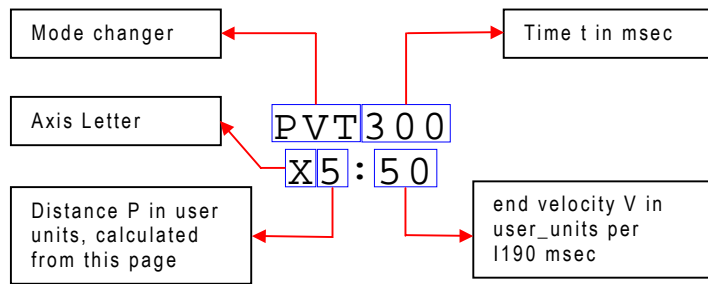 Mode changer
Time t in msec
Axis Letter
PVT300
X5:50
Distance P in user
units, calculated
from this page
end velocity V in
user_units per
I190 msec